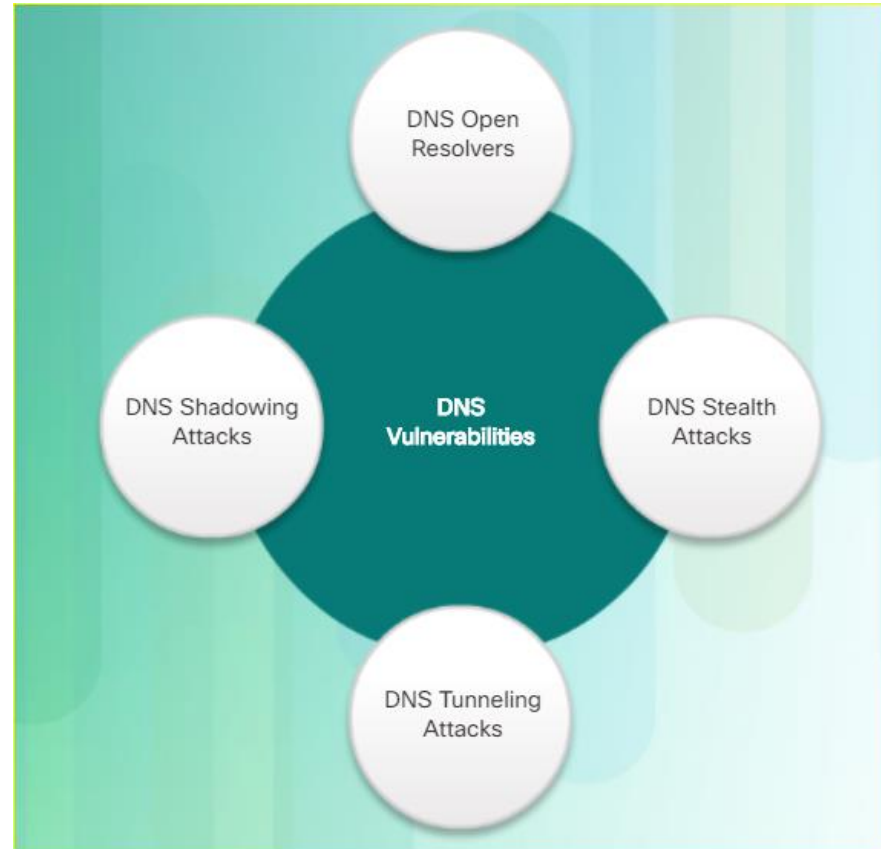 DNS Open
Resolvers
DNS Shadowing
Attacks
DNS
Vulnerabilities
DNS Stealth
Attacks
DNS Tunneling
Attacks